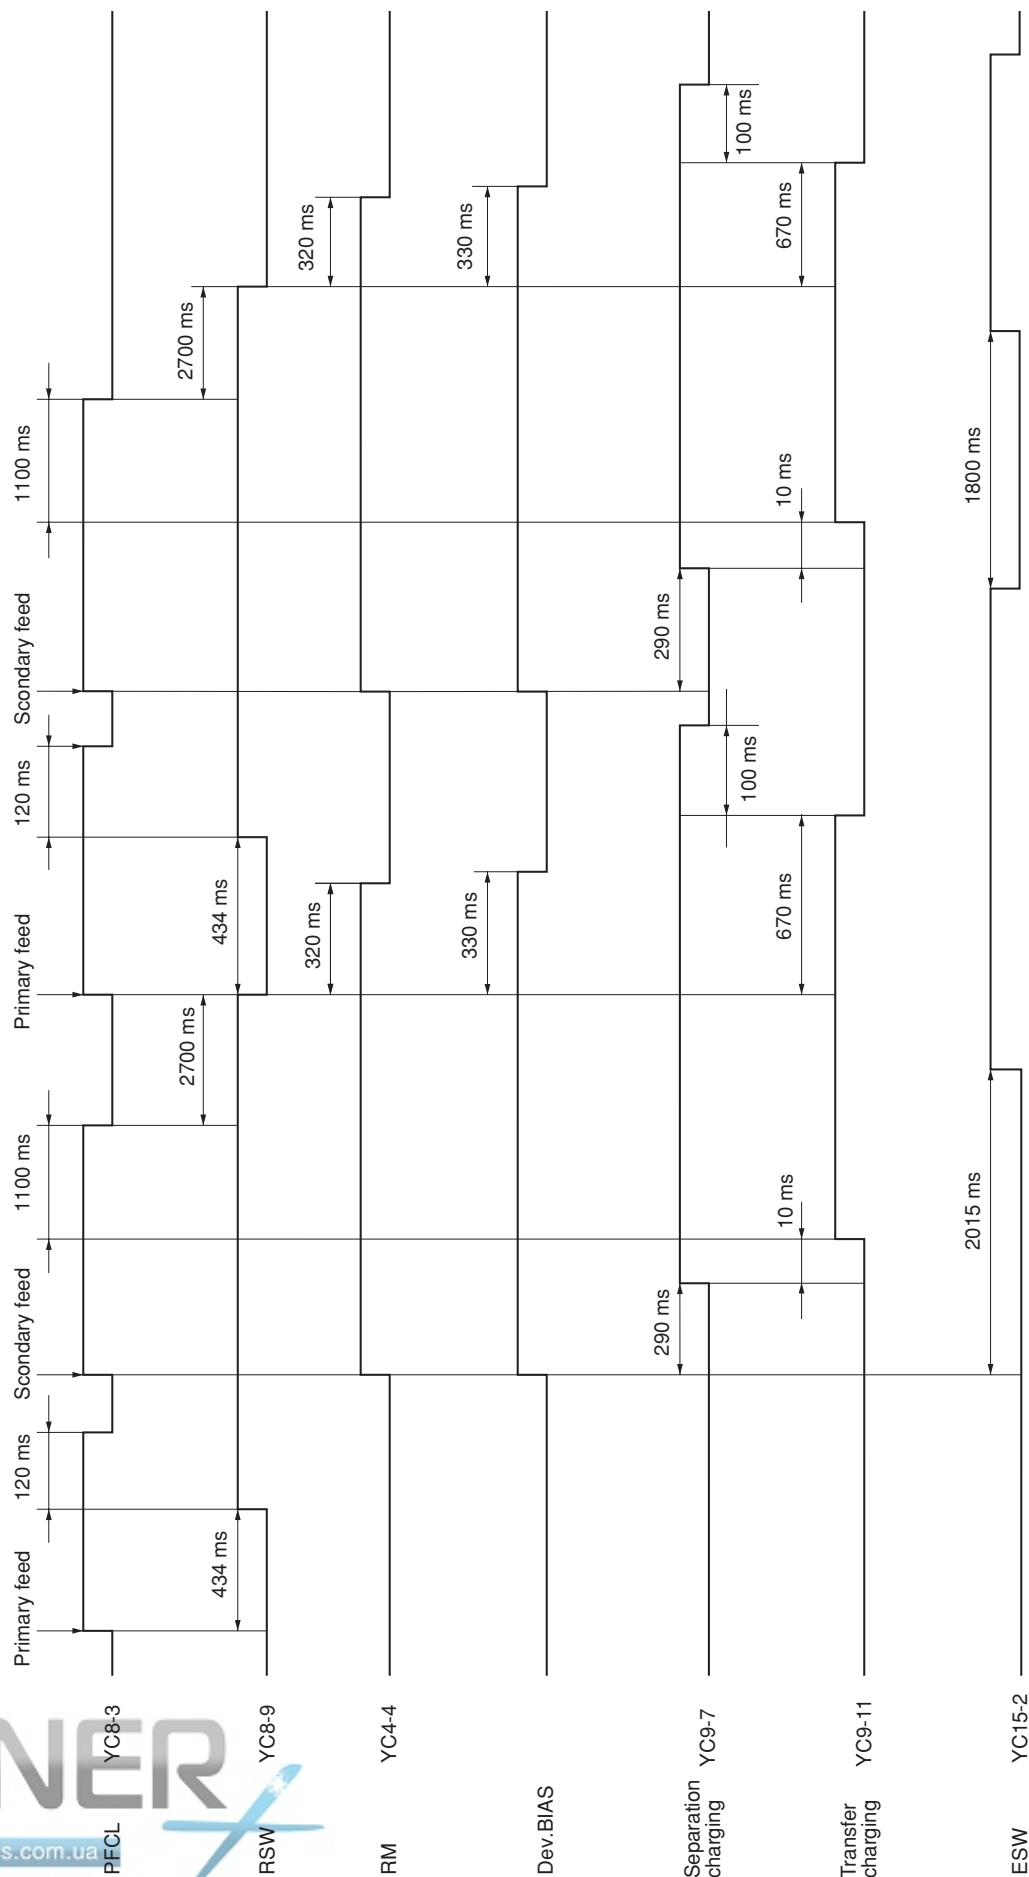 PFCL YC8-3
Primary feed
120 ms
Scondary feed
1100 ms
Primary feed
120 ms
Scondary feed
1100 ms
RSW YC8-9
434 ms
2700 ms
434 ms
2700 ms
RM YC4-4
320 ms
320 ms
Dev.BIAS
330 ms
330 ms
Separation
charging
YC9-7
290 ms
100 ms
290 ms
100 ms
Transfer
charging
YC9-11
10 ms
670 ms
10 ms
670 ms
ESW YC15-2
2015 ms
1800 ms
NER
s.com.ua